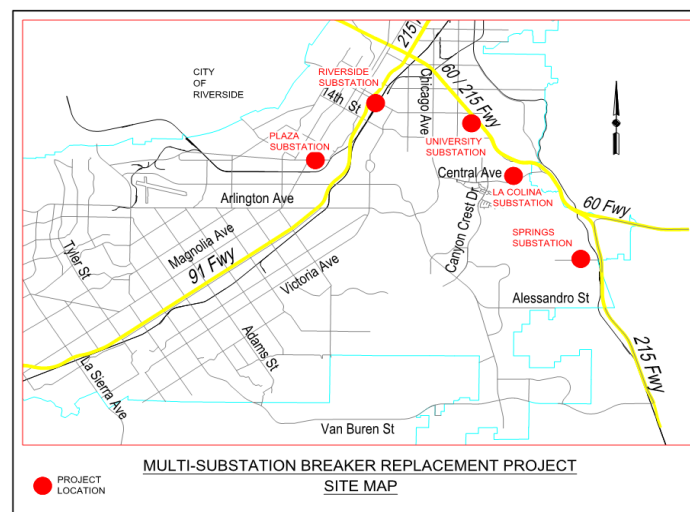 215 F
CITY
OF
RIVERSIDE
RIVERSIDE
SUBSTATION
14th St
Chicago Ave
60 / 215 Fwy
PLAZA
SUBSTATION
UNIVERSITY
SUBSTATION
Central Ave
LA COLINA
SUBSTATION
Arlington Ave
Canyon Crest Dr
60 Fwy
SPRINGS
SUBSTATION
Tyler St
Magnolia Ave
91 Fwy
Victoria Ave
Alessandro St
Adams St
215 Fwy
La Sierra Ave
Van Buren St
MULTI-SUBSTATION BREAKER REPLACEMENT PROJECT
SITE MAP
PROJECT
LOCATION